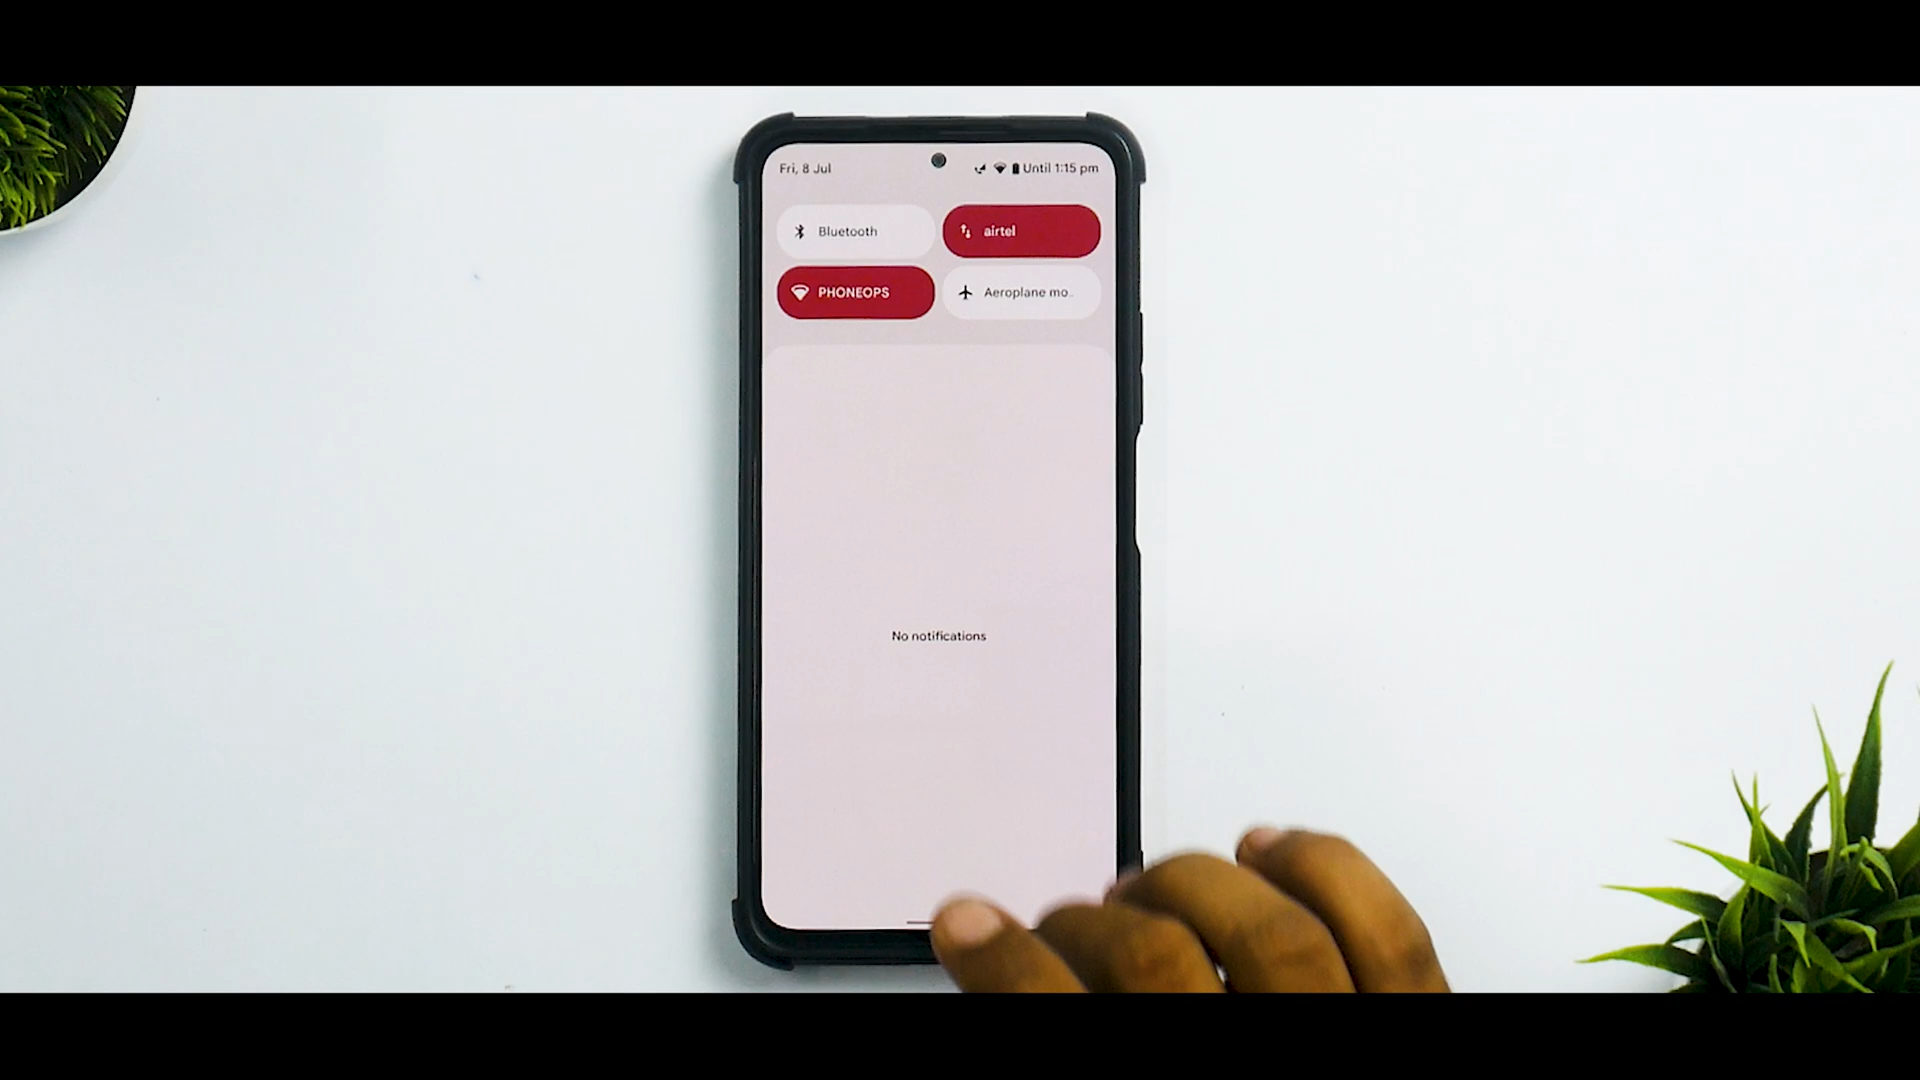 Fri, 8 Jul
Until 1:15 pm
Bluetooth
airtel
PHONEOPS
Aeroplane mo..
No notifications